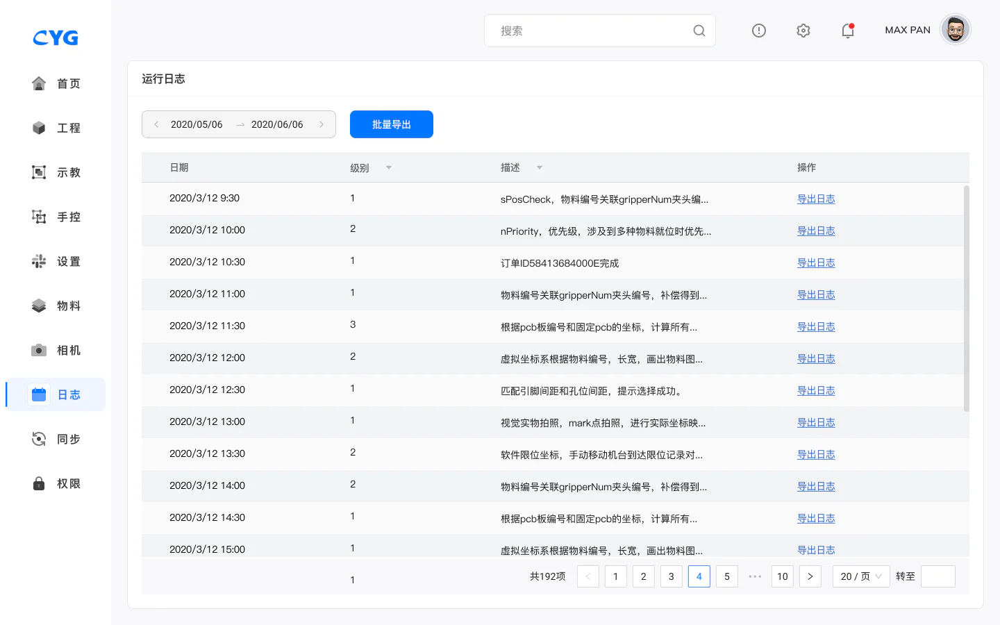 CYG
搜索
MAX PAN
首页
工程
示教
手控
设置
物料
相机
日志
同步
权限
运行日志
2020/05/06 → 2020/06/06
批量导出
日期 级别 描述 操作
2020/3/12 9:30 1 sPosCheck，物料编号关联gripperNum夹头编... 导出日志
2020/3/12 10:00 2 nPriority，优先级，涉及到多种物料就位时优先... 导出日志
2020/3/12 10:30 1 订单ID58413684000E完成 导出日志
2020/3/12 11:00 1 物料编号关联gripperNum夹头编号，补偿得到... 导出日志
2020/3/12 11:30 3 根据pcb板编号和固定pcb的坐标，计算所有... 导出日志
2020/3/12 12:00 2 虚拟坐标系根据物料编号，长宽，画出物料图... 导出日志
2020/3/12 12:30 1 匹配引脚间距和孔位间距，提示选择成功。 导出日志
2020/3/12 13:00 1 视觉实物拍照，mark点拍照，进行实际坐标映... 导出日志
2020/3/12 13:30 2 软件限位坐标，手动移动机台到达限位记录对... 导出日志
2020/3/12 14:00 2 物料编号关联gripperNum夹头编号，补偿得到... 导出日志
2020/3/12 14:30 1 根据pcb板编号和固定pcb的坐标，计算所有... 导出日志
2020/3/12 15:00 1 虚拟坐标系根据物料编号，长宽，画出物料图... 导出日志
1
共192项 < 1 2 3 4 5 ••• 10 > 20 / 页 转至